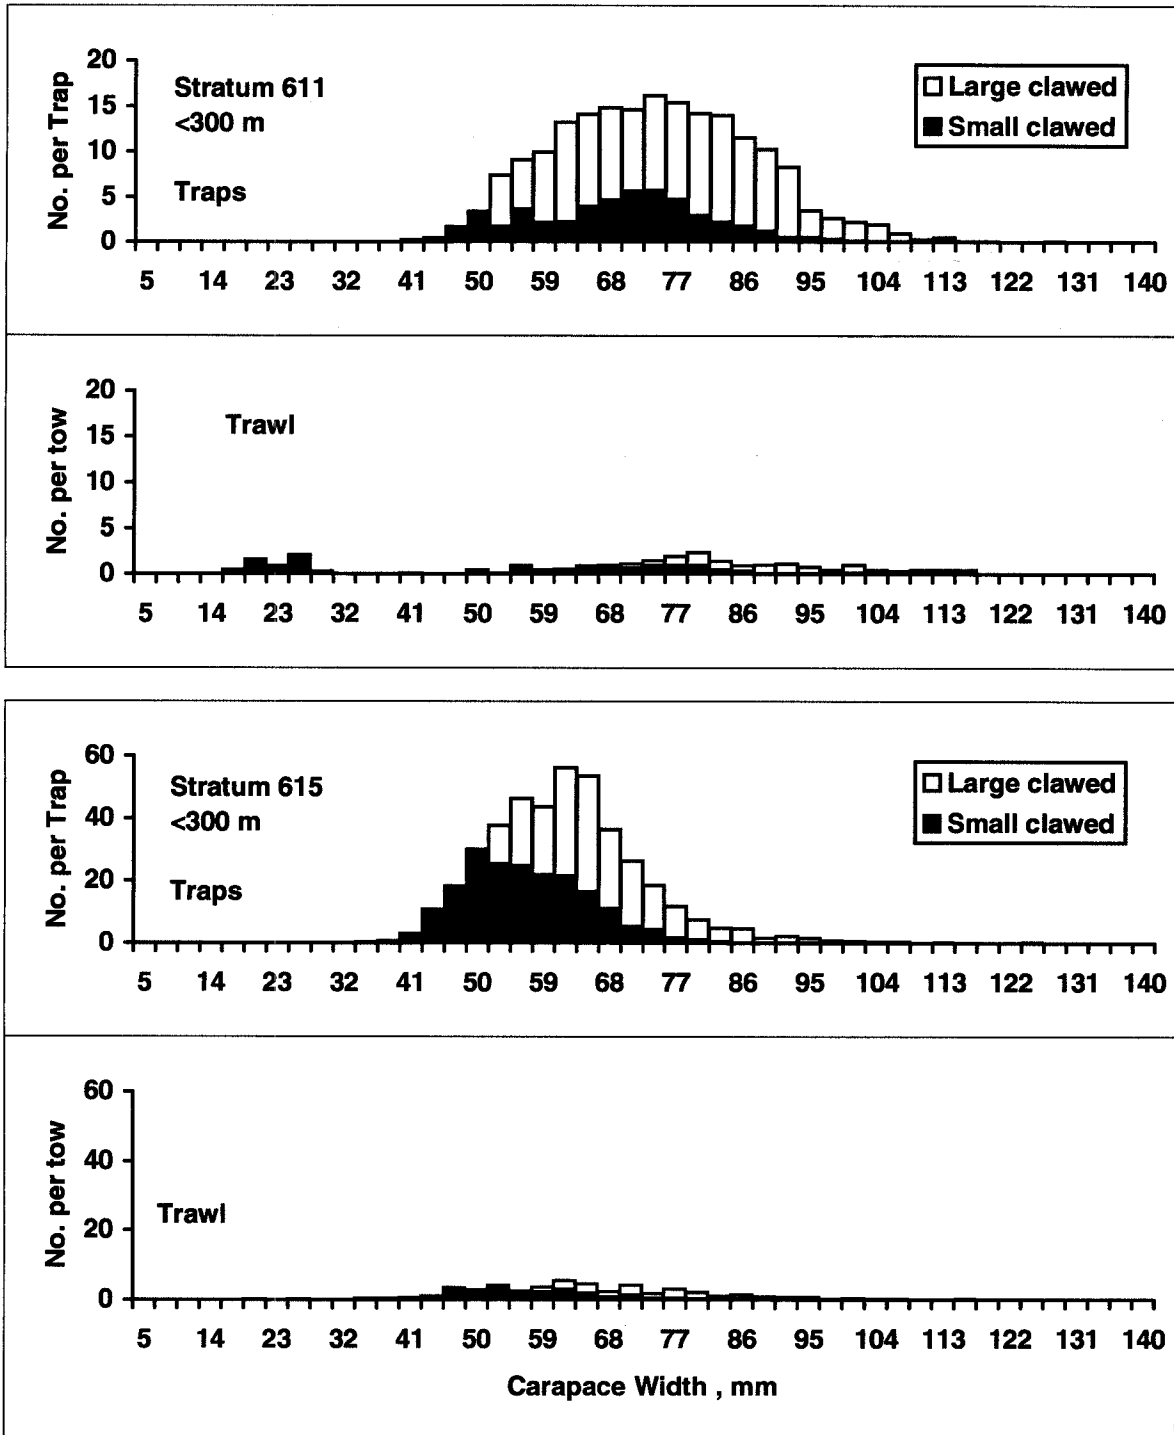 20
15
10
5
0
No. per Trap
Stratum 611
<300 m
Traps
Large clawed
Small clawed
5 14 23 32 41 50 59 68 77 86 95 104 113 122 131 140
20
15
10
5
0
No. per tow
Trawl
5 14 23 32 41 50 59 68 77 86 95 104 113 122 131 140
60
40
20
0
No. per Trap
Stratum 615
<300 m
Traps
Large clawed
Small clawed
5 14 23 32 41 50 59 68 77 86 95 104 113 122 131 140
60
40
20
0
No. per tow
Trawl
5 14 23 32 41 50 59 68 77 86 95 104 113 122 131 140
Carapace Width , mm